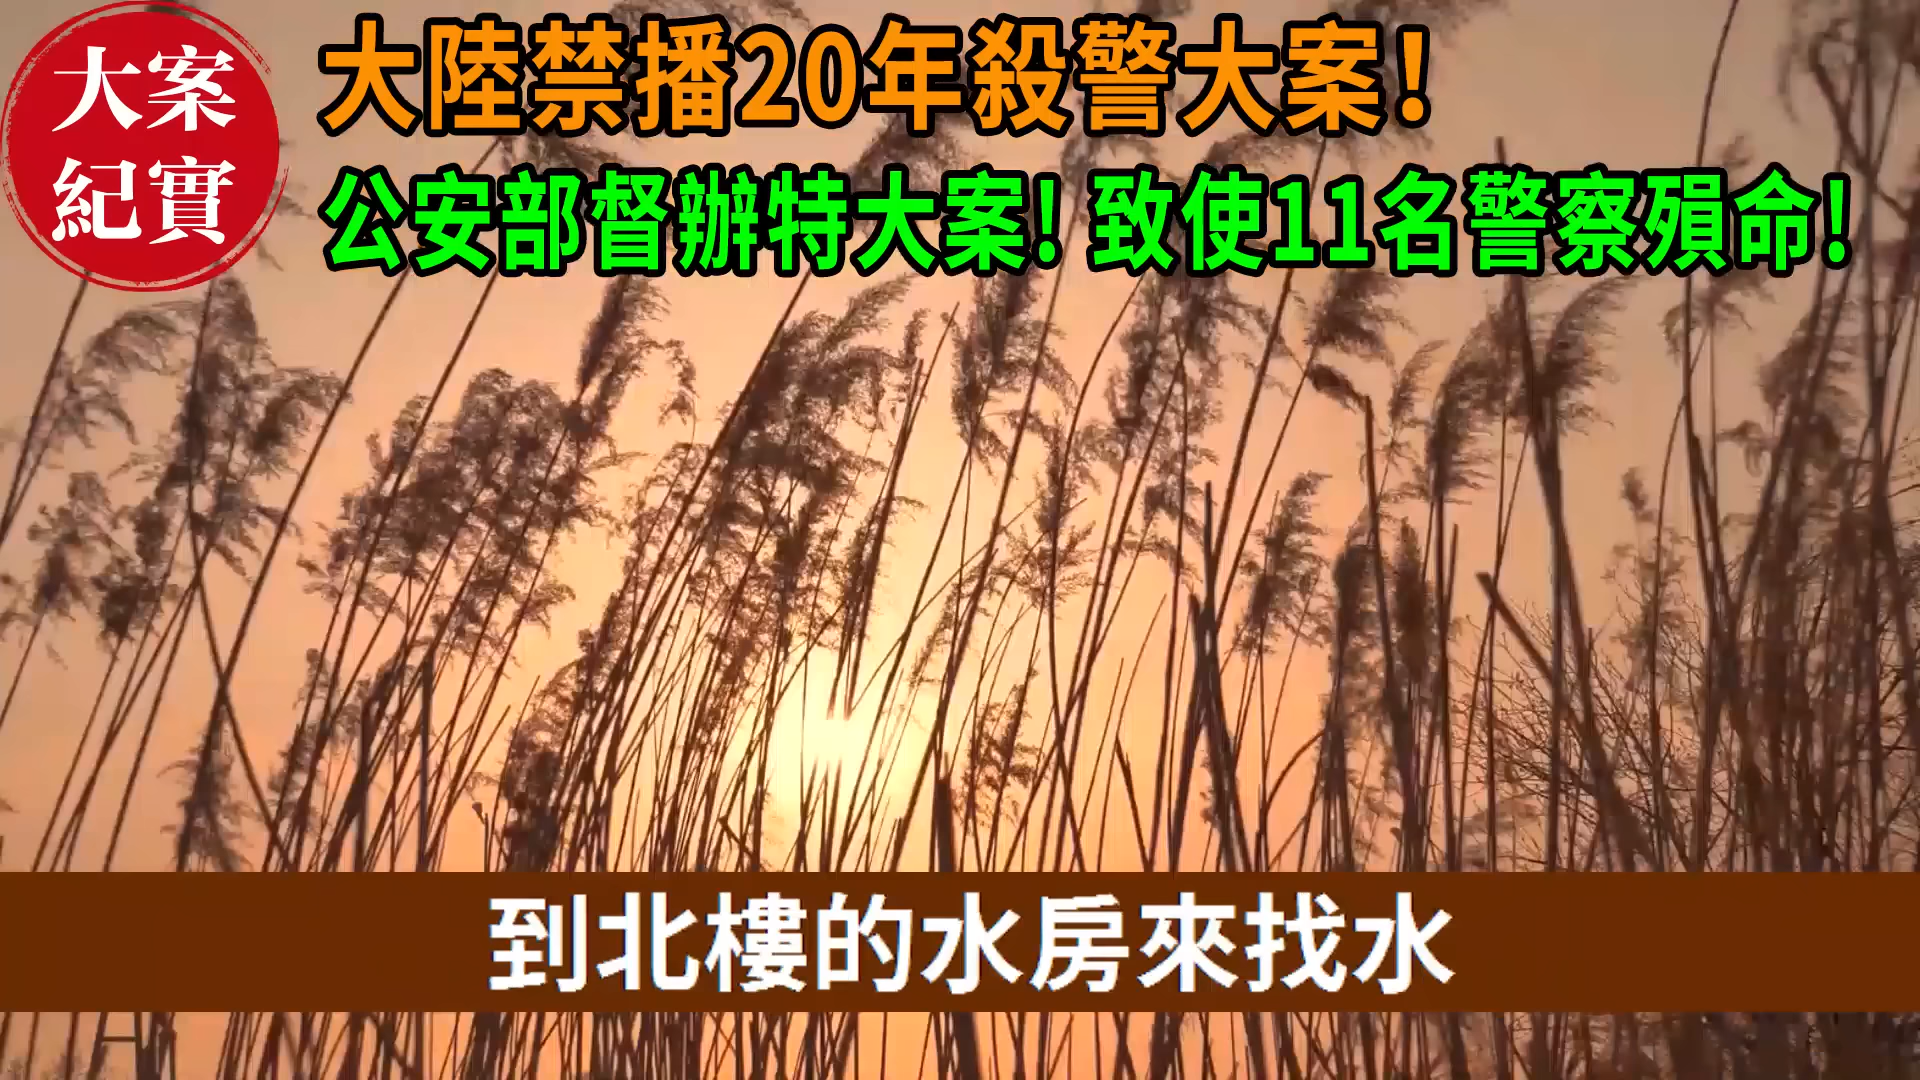 大案
紀實
大陸禁播20年殺警大案！
公安部督辦特大案！致使11名警察殞命！
到北樓的水房來找水